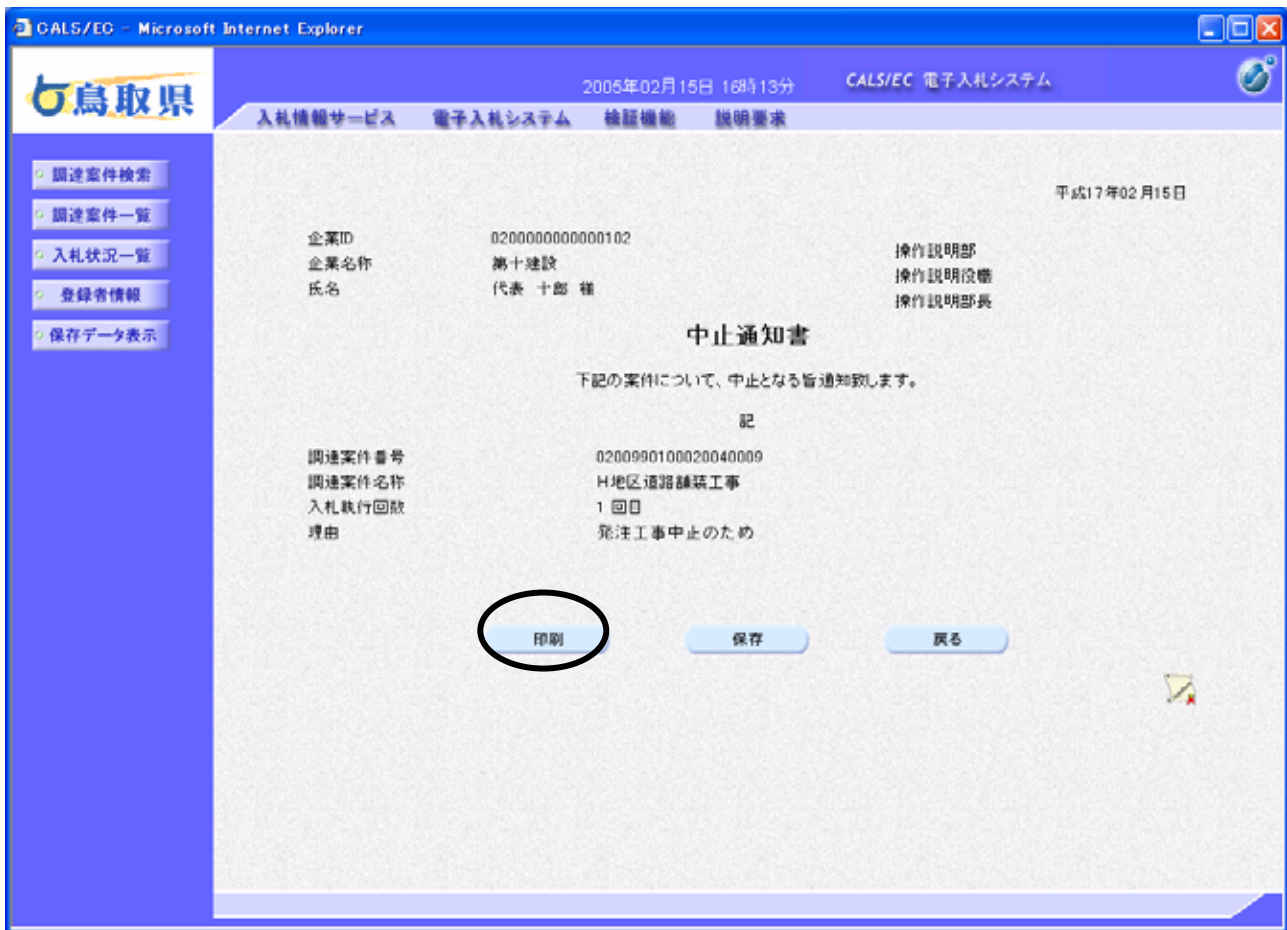 CALS/EC - Microsoft Internet Explorer
鳥取県
2005年02月15日 16時13分
CALS/EC 電子入札システム
入札情報サービス 電子入札システム 検証機能 説明要求
調達案件検索
調達案件一覧
入札状況一覧
登録者情報
保存データ表示
平成17年02月15日
企業ID 0200000000000102
企業名称 第十建設
氏名 代表 十郎 様
操作説明部
操作説明役職
操作説明部長
中止通知書
下記の案件について、中止となる旨通知致します。
記
調達案件番号 0200990100020040009
調達案件名称 H地区道路舗装工事
入札執行回数 1 回目
理由 発注工事中止のため
印刷 保存 戻る